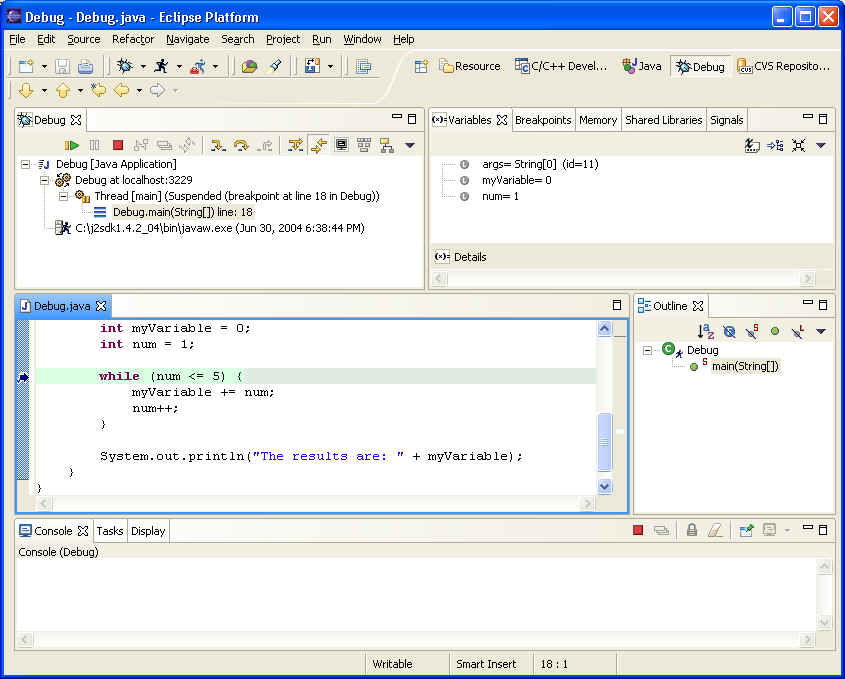 Debug - Debug.java - Eclipse Platform
File Edit Source Refactor Navigate Search Project Run Window Help
Resource C/C++ Devel... Java Debug CVS Reposito...
Debug
Debug [Java Application]
Debug at localhost:3229
Thread [main] (Suspended (breakpoint at line 18 in Debug))
Debug.main(String[]) line: 18
C:\j2sdk1.4.2_04\bin\javaw.exe (Jun 30, 2004 6:38:44 PM)
Variables Breakpoints Memory Shared Libraries Signals
args= String[0] (id=11)
myVariable= 0
num= 1
Details
Debug.java
int myVariable = 0;
int num = 1;
while (num <= 5) {
myVariable += num;
num++;
}
System.out.println("The results are: " + myVariable);
}
}
Outline
Debug
main(String[])
Console Tasks Display
Console (Debug)
Writable Smart Insert 18 : 1